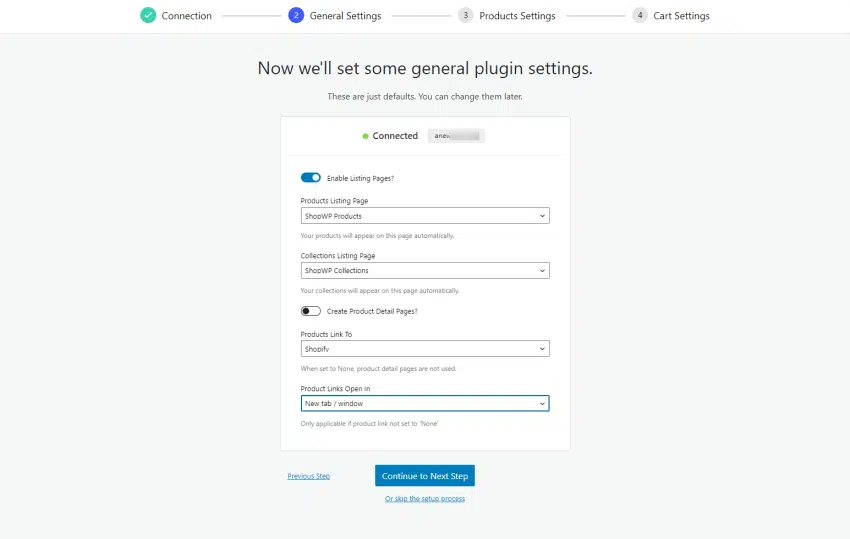 Connection 2 General Settings 3 Products Settings 4 Cart Settings
Now we'll set some general plugin settings.
These are just defaults. You can change them later.
Connected
Enable Listing Pages?
Products Listing Page
ShopWP Products
Your products will appear on this page automatically.
Collections Listing Page
ShopWP Collections
Your collections will appear on this page automatically.
Create Product Detail Pages?
Products Link To
Shopify
When set to None, product detail pages are not used.
Product Links Open In
New tab / window
Only applicable if product link not set to 'None'
Previous Step Continue to Next Step
Or skip the setup process